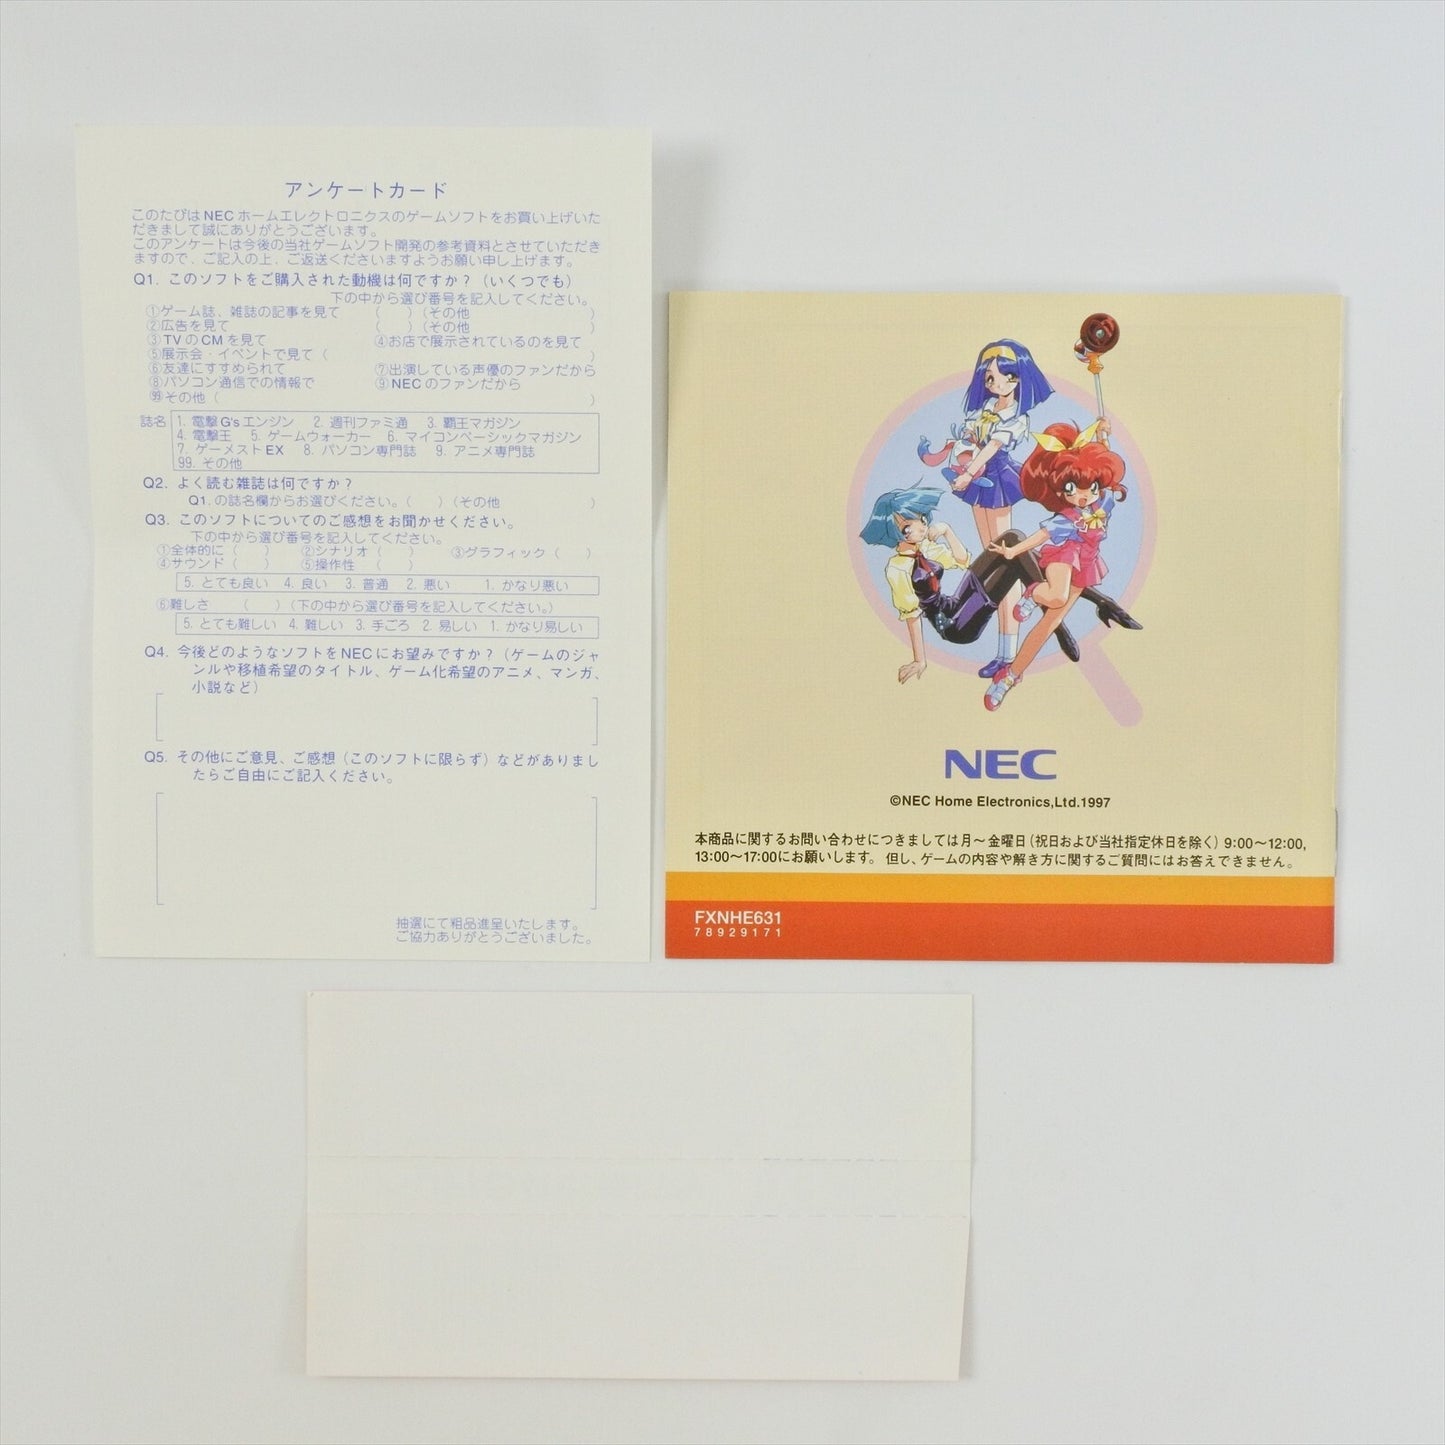 アンケートカード
このたびはNECホームエレクトロニクスのゲームソフトをお買い上げいた
だきまして誠にありがとうございます。
このアンケートは今後の当社ゲームソフト開発の参考資料とさせていただき
ますので、ご記入の上、ご返送くださいますようお願い申し上げます。
Q1. このソフトをご購入された動機は何ですか？（いくつでも）
下の中から選び番号を記入してください。
①ゲーム誌、雑誌の記事を見て （　）（その他　）
②広告を見て （　）（その他　）
③TVのCMを見て ④お店で展示されているのを見て
⑤展示会・イベントで見て（　）
⑥友達にすすめられて ⑦出演している声優のファンだから
⑧パソコン通信での情報で ⑨NECのファンだから
99その他（　）
誌名 1. 電撃G'sエンジン 2. 週刊ファミ通 3. 覇王マガジン
4. 電撃王 5. ゲームウォーカー 6. マイコンベーシックマガジン
7. ゲーメストEX 8. パソコン専門誌 9. アニメ専門誌
99. その他
Q2. よく読む雑誌は何ですか？
Q1. の誌名欄からお選びください。（　）（その他　）
Q3. このソフトについてのご感想をお聞かせください。
下の中から選び番号を記入してください。
①全体的に（　） ②シナリオ（　） ③グラフィック（　）
④サウンド（　） ⑤操作性（　）
5. とても良い 4. 良い 3. 普通 2. 悪い 1. かなり悪い
⑥難しさ （　）（下の中から選び番号を記入してください。）
5. とても難しい 4. 難しい 3. 手ごろ 2. 易しい 1. かなり易しい
Q4. 今後どのようなソフトをNECにお望みですか？（ゲームのジャ
ンルや移植希望のタイトル、ゲーム化希望のアニメ、マンガ、
小説など）
Q5. その他にご意見、ご感想（このソフトに限らず）などがありまし
たらご自由にご記入ください。
抽選にて粗品進呈いたします。
ご協力ありがとうございました。
NEC
©NEC Home Electronics,Ltd.1997
本商品に関するお問い合わせにつきましては月〜金曜日（祝日および当社指定休日を除く）9:00〜12:00,
13:00〜17:00にお願いします。但し、ゲームの内容や解き方に関するご質問にはお答えできません。
FXNHE631
78929171